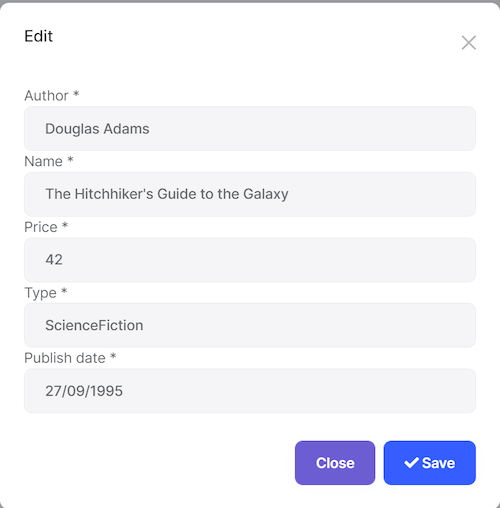 Edit
Author *
Douglas Adams
Name *
The Hitchhiker's Guide to the Galaxy
Price *
42
Type *
ScienceFiction
Publish date *
27/09/1995
Close
Save